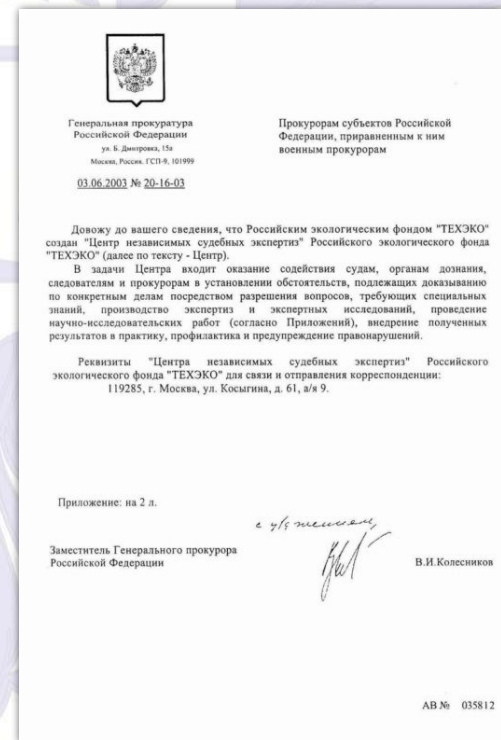 Генеральная прокуратура
Российской Федерации
ул. Б. Дмитровка, 15а
Москва, Россия. ГСП-9, 101999
03.06.2003 № 20-16-03
Прокурорам субъектов Российской
Федерации, приравненным к ним
военным прокурорам
Довожу до вашего сведения, что Российским экологическим фондом "ТЕХЭКО"
создан "Центр независимых судебных экспертиз" Российского экологического фонда
"ТЕХЭКО" (далее по тексту - Центр).
В задачи Центра входит оказание содействия судам, органам дознания,
следователям и прокурорам в установлении обстоятельств, подлежащих доказыванию
по конкретным делам посредством разрешения вопросов, требующих специальных
знаний, производство экспертиз и экспертных исследований, проведение
научно-исследовательских работ (согласно Приложений), внедрение полученных
результатов в практику, профилактика и предупреждение правонарушений.
Реквизиты "Центра независимых судебных экспертиз" Российского
экологического фонда "ТЕХЭКО" для связи и отправления корреспонденции:
119285, г. Москва, ул. Косыгина, д. 61, а/я 9.
Приложение: на 2 л.
с уважением,
Заместитель Генерального прокурора
Российской Федерации
В.И.Колесников
АВ № 035812